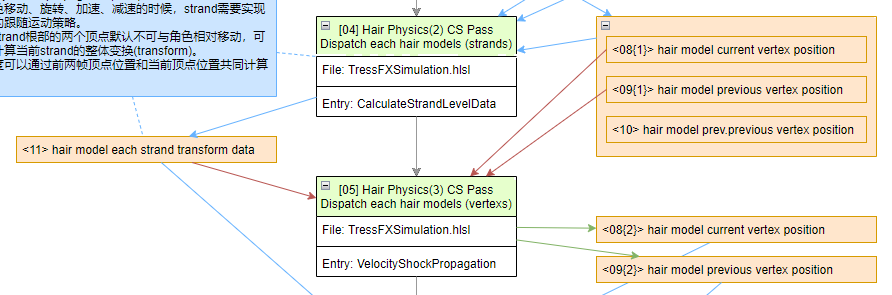 色移动、旋转、加速、减速的时候，strand需要实现
的跟随运动策略。
strand根部的两个顶点默认不可与角色相对移动，可
计算当前strand的整体变换(transform)。
度可以通过前两帧顶点位置和当前顶点位置共同计算
[04] Hair Physics(2) CS Pass
Dispatch each hair models (strands)
File: TressFXSimulation.hlsl
Entry: CalculateStrandLevelData
<08{1}> hair model current vertex position
<09{1}> hair model previous vertex position
<10> hair model prev.previous vertex position
<11> hair model each strand transform data
[05] Hair Physics(3) CS Pass
Dispatch each hair models (vertexs)
File: TressFXSimulation.hlsl
Entry: VelocityShockPropagation
<08{2}> hair model current vertex position
<09{2}> hair model previous vertex position